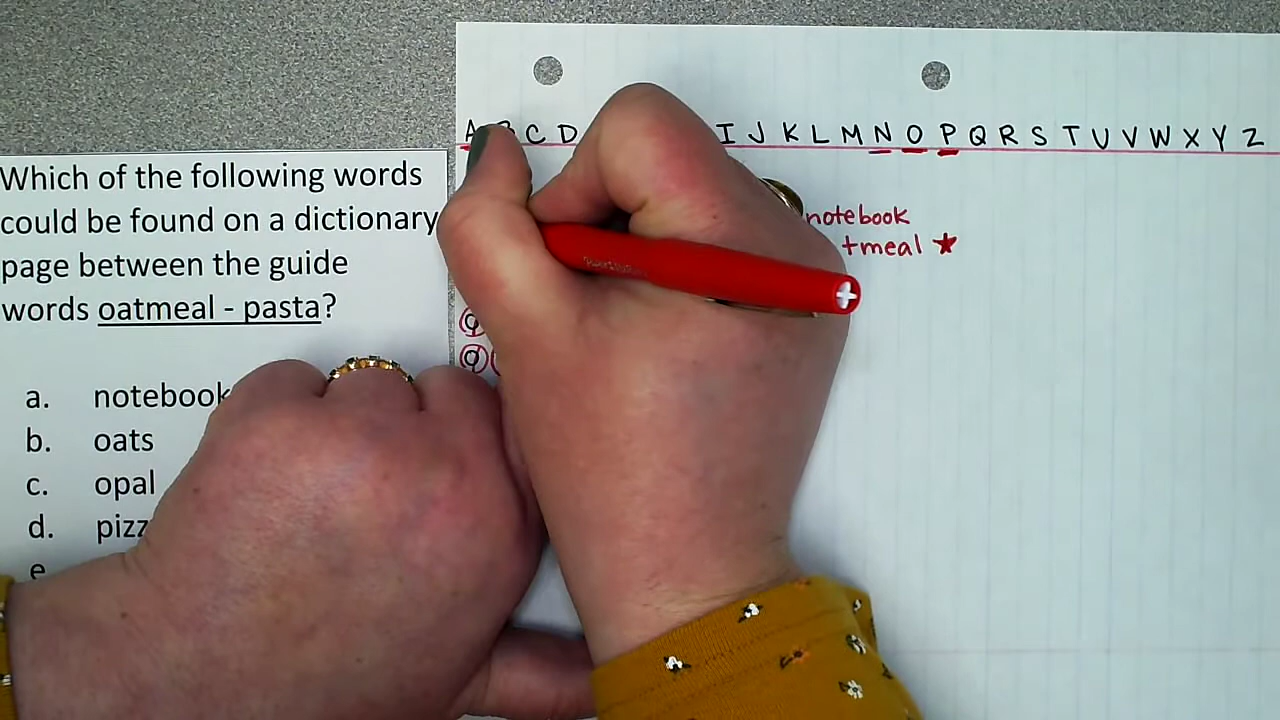 A B C D I J K L M N O P Q R S T U V W X Y Z
Which of the following words
could be found on a dictionary
page between the guide
words oatmeal - pasta?
a. notebook
b. oats
c. opal
d. pizz
e
notebook
tmeal ★